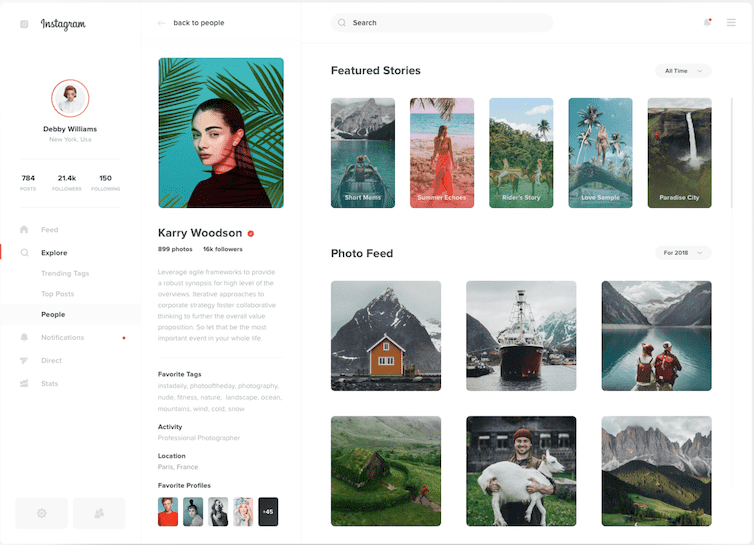 Instagram
Debby Williams
New York, Usa
784
POSTS
21.4k
FOLLOWERS
150
FOLLOWING
Feed
Explore
Trending Tags
Top Posts
People
Notifications
Direct
Stats
back to people
Karry Woodson
899 photos 16k followers
Leverage agile frameworks to provide
a robust synopsis for high level of the
overviews. Iterative approaches to
corporate strategy foster collaborative
thinking to further the overall value
proposition. So let that be the most
important event in your whole life.
Favorite Tags
instadaily, photooftheday, photography,
nude, fitness, nature, landscape, ocean,
mountains, wind, cold, snow
Activity
Professional Photographer
Location
Paris, France
Favorite Profiles
+45
Search
Featured Stories
All Time
Short Mems
Summer Echoes
Rider's Story
Love Sample
Paradise City
Photo Feed
For 2018